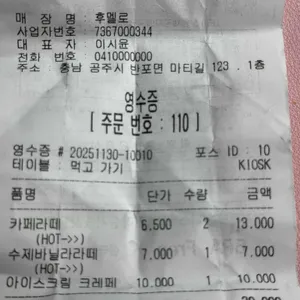 매 장 명 : 후멜로
사업자번호 : 7367000344
대 표 자 : 이시윤
전화 번호 : 0410000000
주소 : 충남 공주시 반포면 마티길 123 . 1층
영수증
[ 주문 번호 : 110 ]
영수증 # 20251130-10010 포스 ID : 10
테이블 : 먹고 가기 KIOSK
품명 단가 수량 금액
카페라떼 6,500 2 13,000
(HOT->>)
수제바닐라라떼 7,000 1 7,000
(HOT->>)
아이스크림 크레페 10,000 1 10,000